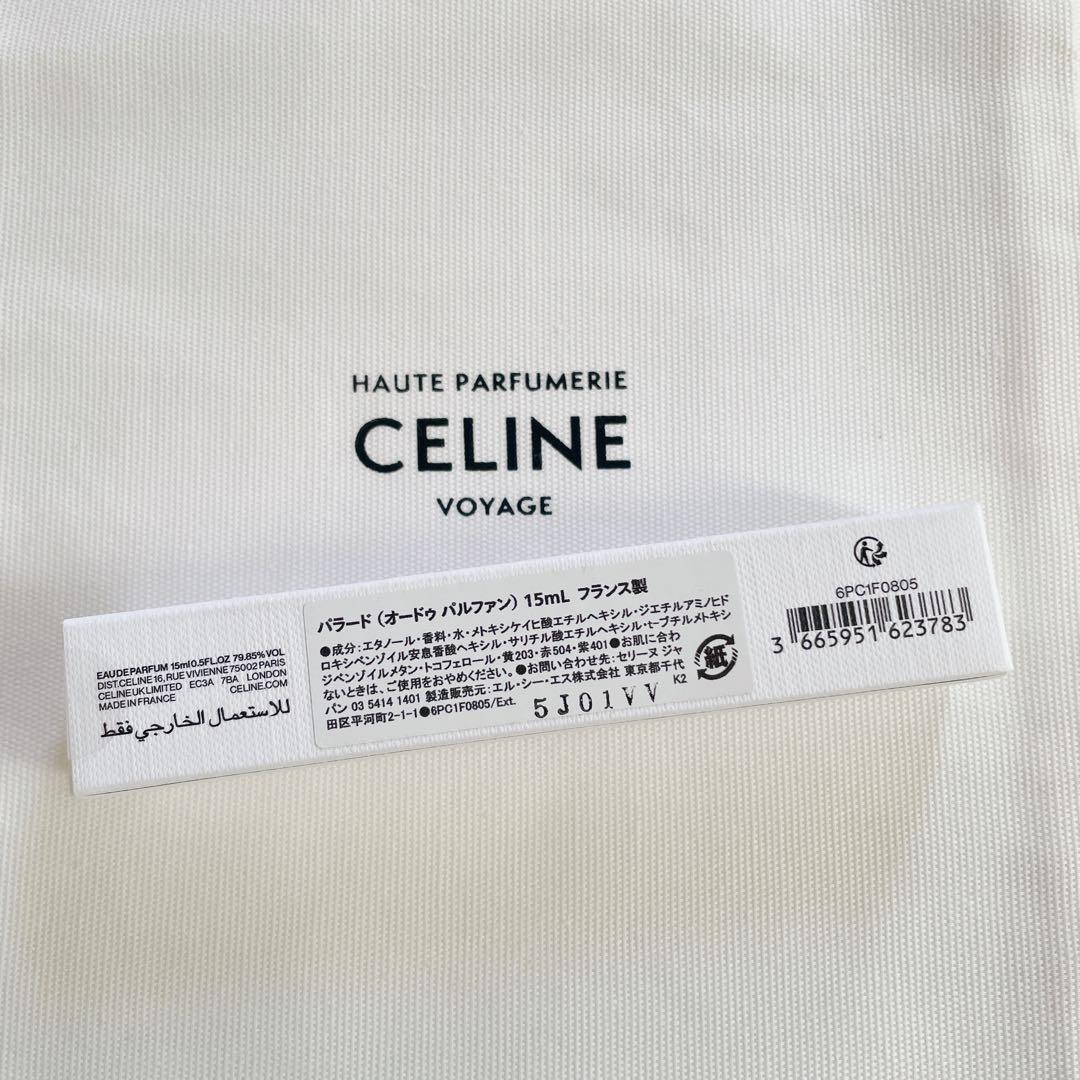 HAUTE PARFUMERIE
CELINE
VOYAGE
EAU DE PARFUM 15ml 0.5FL.OZ 79.85% VOL
DIST.CELINE 16, RUE VIVIENNE 75002 PARIS
CELINE UK LIMITED EC3A 7BA LONDON
MADE IN FRANCE CELINE.COM
للاستعمال الخارجي فقط
パラード（オードゥ パルファン）15mL フランス製
●成分：エタノール・香料・水・メトキシケイヒ酸エチルヘキシル・ジエチルアミノヒド
ロキシベンゾイル安息香酸ヘキシル・サリチル酸エチルヘキシル・t-ブチルメトキシ
ジベンゾイルメタン・トコフェロール・黄203・赤504・紫401●お肌に合わ
ないときは、ご使用をおやめください。●お問い合わせ先：セリーヌ ジャ
パン 03 5414 1401 製造販売元：エル・シー・エス株式会社 東京都千代
田区平河町2-1-1●6PC1F0805/Ext.
5J01VV
K2
紙
6PC1F0805
3 665951 623783